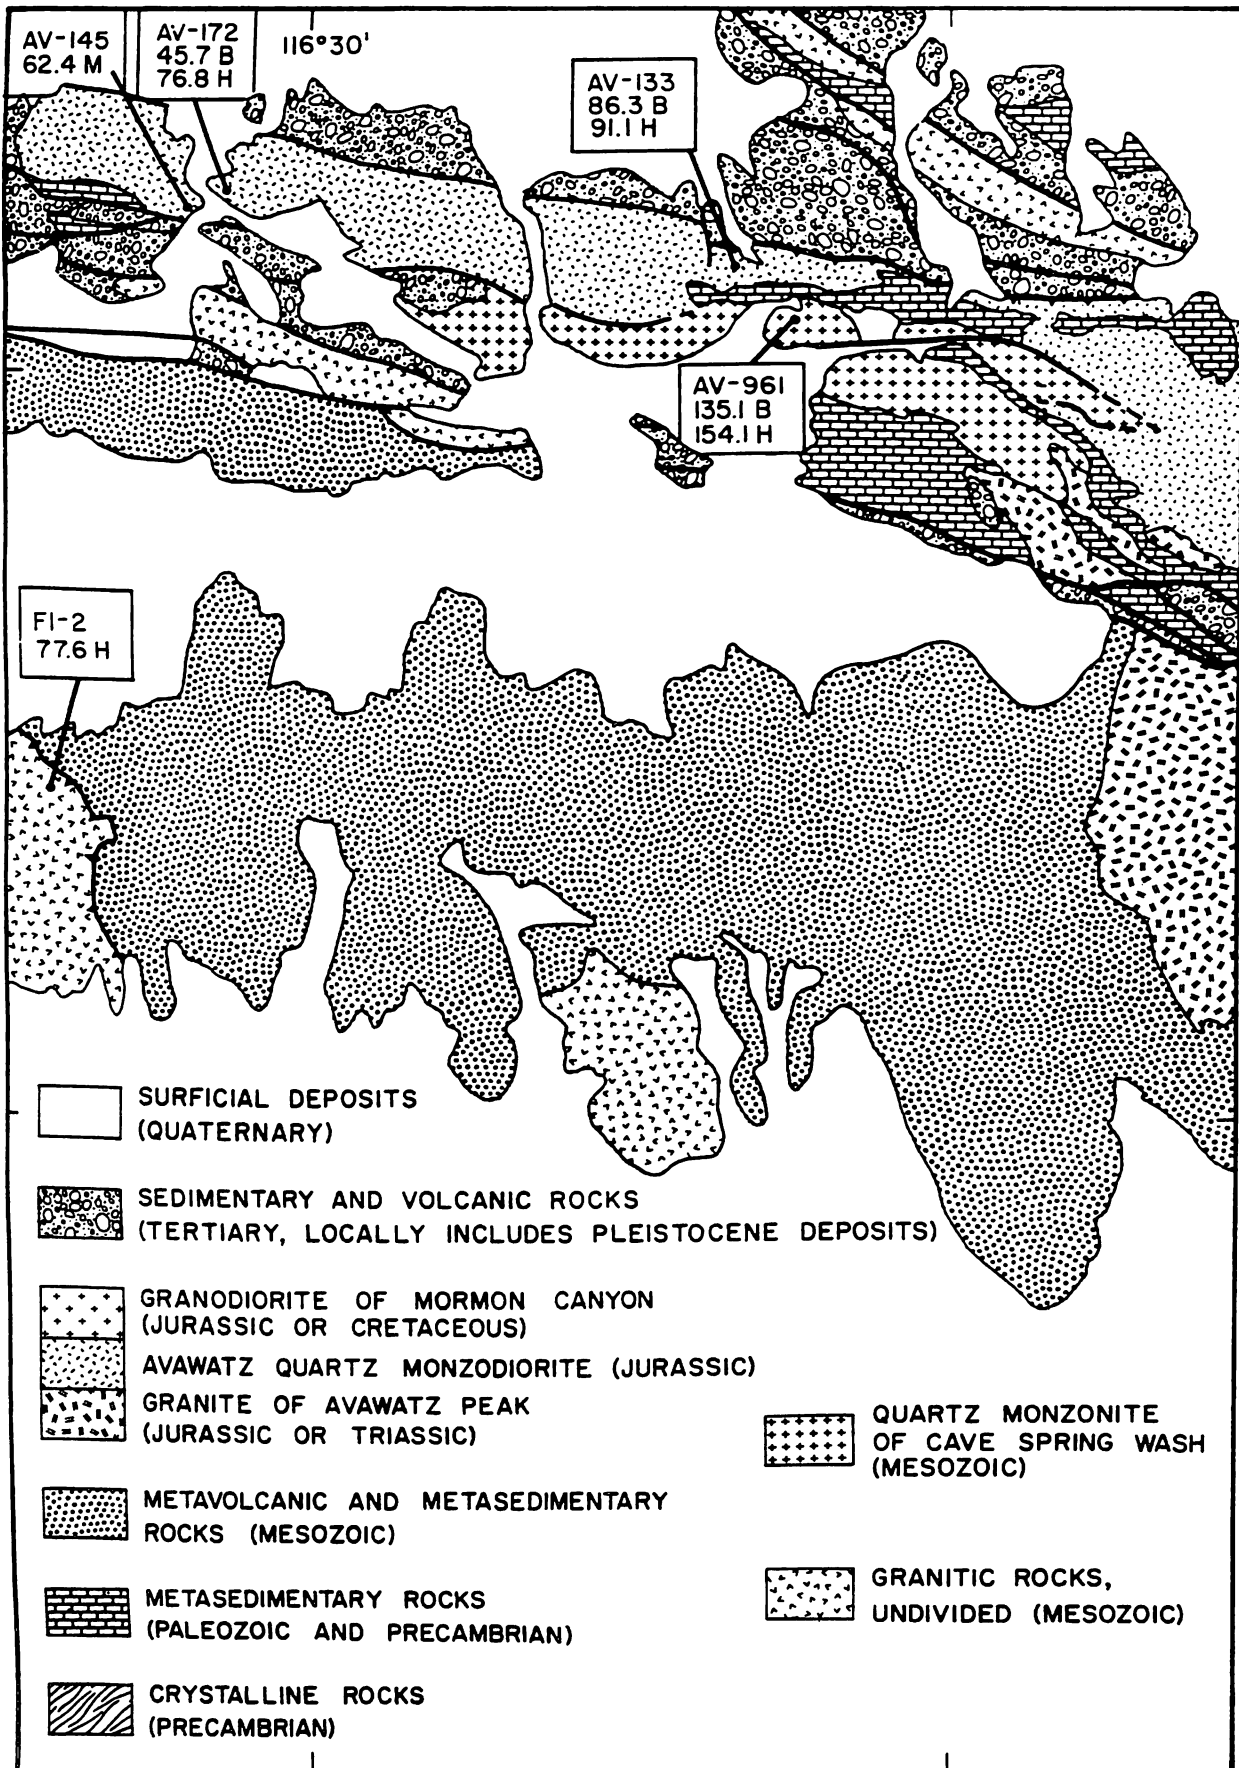 AV-145
62.4 M
AV-172
45.7 B
76.8 H
116°30'
AV-133
86.3 B
91.1 H
AV-961
135.1 B
154.1 H
FI-2
77.6 H
SURFICIAL DEPOSITS
(QUATERNARY)
SEDIMENTARY AND VOLCANIC ROCKS
(TERTIARY, LOCALLY INCLUDES PLEISTOCENE DEPOSITS)
GRANODIORITE OF MORMON CANYON
(JURASSIC OR CRETACEOUS)
AVAWATZ QUARTZ MONZODIORITE (JURASSIC)
GRANITE OF AVAWATZ PEAK
(JURASSIC OR TRIASSIC)
QUARTZ MONZONITE
OF CAVE SPRING WASH
(MESOZOIC)
METAVOLCANIC AND METASEDIMENTARY
ROCKS (MESOZOIC)
GRANITIC ROCKS,
UNDIVIDED (MESOZOIC)
METASEDIMENTARY ROCKS
(PALEOZOIC AND PRECAMBRIAN)
CRYSTALLINE ROCKS
(PRECAMBRIAN)